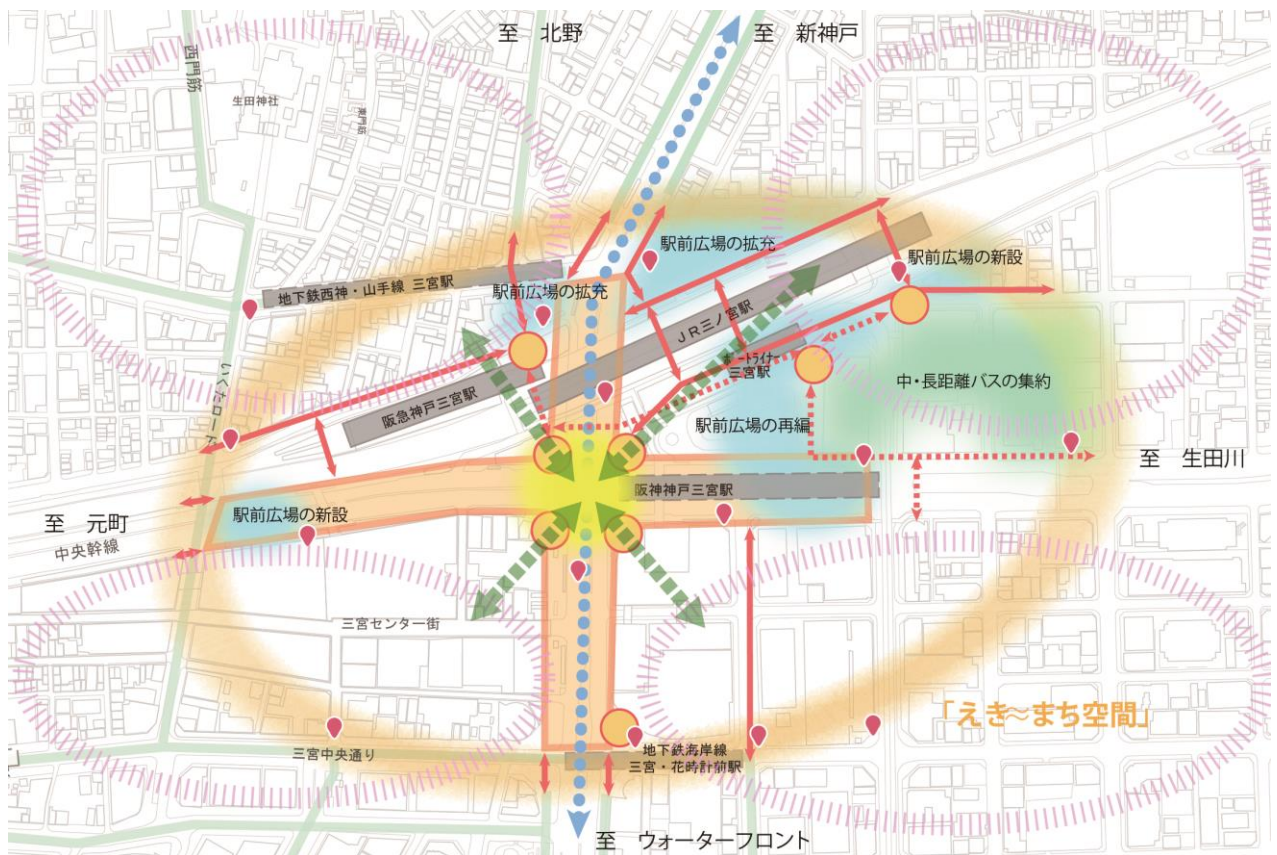 至 北野
至 新神戸
西門筋
生田神社
東門筋
駅前広場の拡充
駅前広場の新設
地下鉄西神・山手線 三宮駅
駅前広場の拡充
JR三ノ宮駅
ポートライナー
三宮駅
いくたロード
阪急神戸三宮駅
中・長距離バスの集約
駅前広場の再編
至 生田川
阪神神戸三宮駅
駅前広場の新設
至 元町
中央幹線
三宮センター街
「えき~まち空間」
三宮中央通り
地下鉄海岸線
三宮・花時計前駅
至 ウォーターフロント